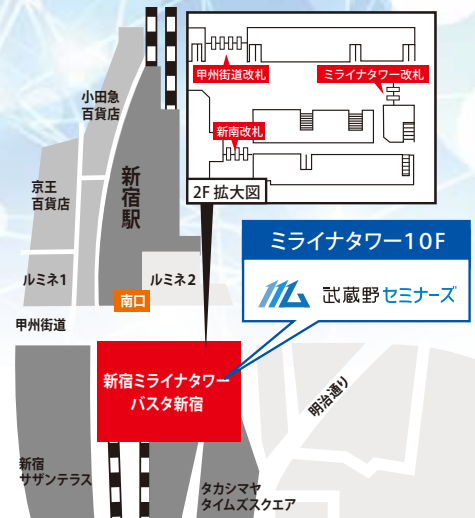 小田急
百貨店
京王
百貨店
新宿駅
ルミネ1
ルミネ2
南口
甲州街道
甲州街道改札
ミライナタワー改札
新南改札
2F 拡大図
ミライナタワー10F
武蔵野セミナーズ
新宿ミライナタワー
バスタ新宿
明治通り
新宿
サザンテラス
タカシマヤ
タイムズスクエア